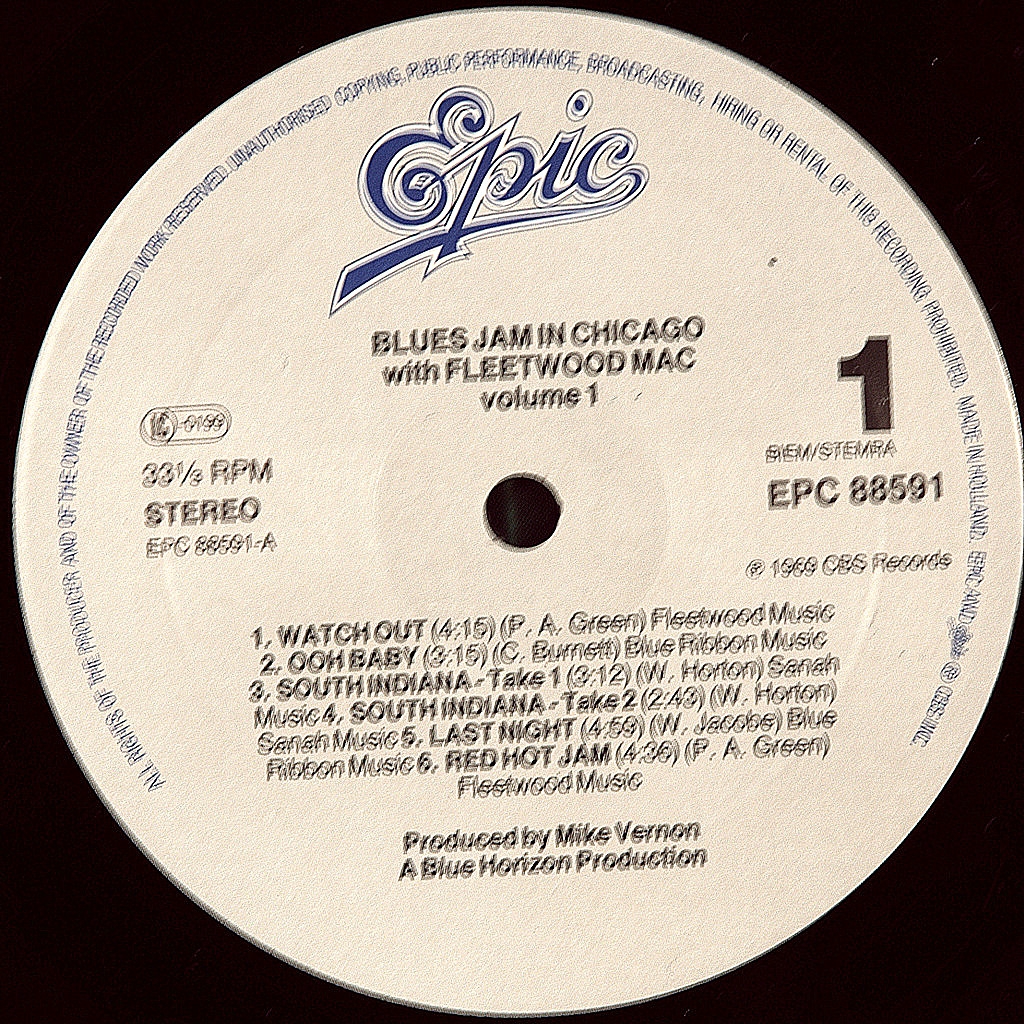 ALL RIGHTS OF THE PRODUCER AND OF THE OWNER OF THE RECORDED WORK RESERVED. UNAUTHORISED COPYING, PUBLIC PERFORMANCE, BROADCASTING, HIRING OR RENTAL OF THIS RECORDING PROHIBITED. MADE IN HOLLAND. EPIC AND ℗ © CBS INC.
Epic
BLUES JAM IN CHICAGO
with FLEETWOOD MAC
volume 1
1
LC 0199
BIEM/STEMRA
33⅓ RPM
EPC 88591
STEREO
EPC 88591-A
℗ 1969 CBS Records
1. WATCH OUT (4:15) (P. A. Green) Fleetwood Music
2. OOH BABY (3:15) (C. Burnett) Blue Ribbon Music
3. SOUTH INDIANA - Take 1 (3:12) (W. Horton) Sanah
Music 4. SOUTH INDIANA - Take 2 (2:43) (W. Horton)
Sanah Music 5. LAST NIGHT (4:59) (W. Jacobs) Blue
Ribbon Music 6. RED HOT JAM (4:36) (P. A. Green)
Fleetwood Music
Produced by Mike Vernon
A Blue Horizon Production